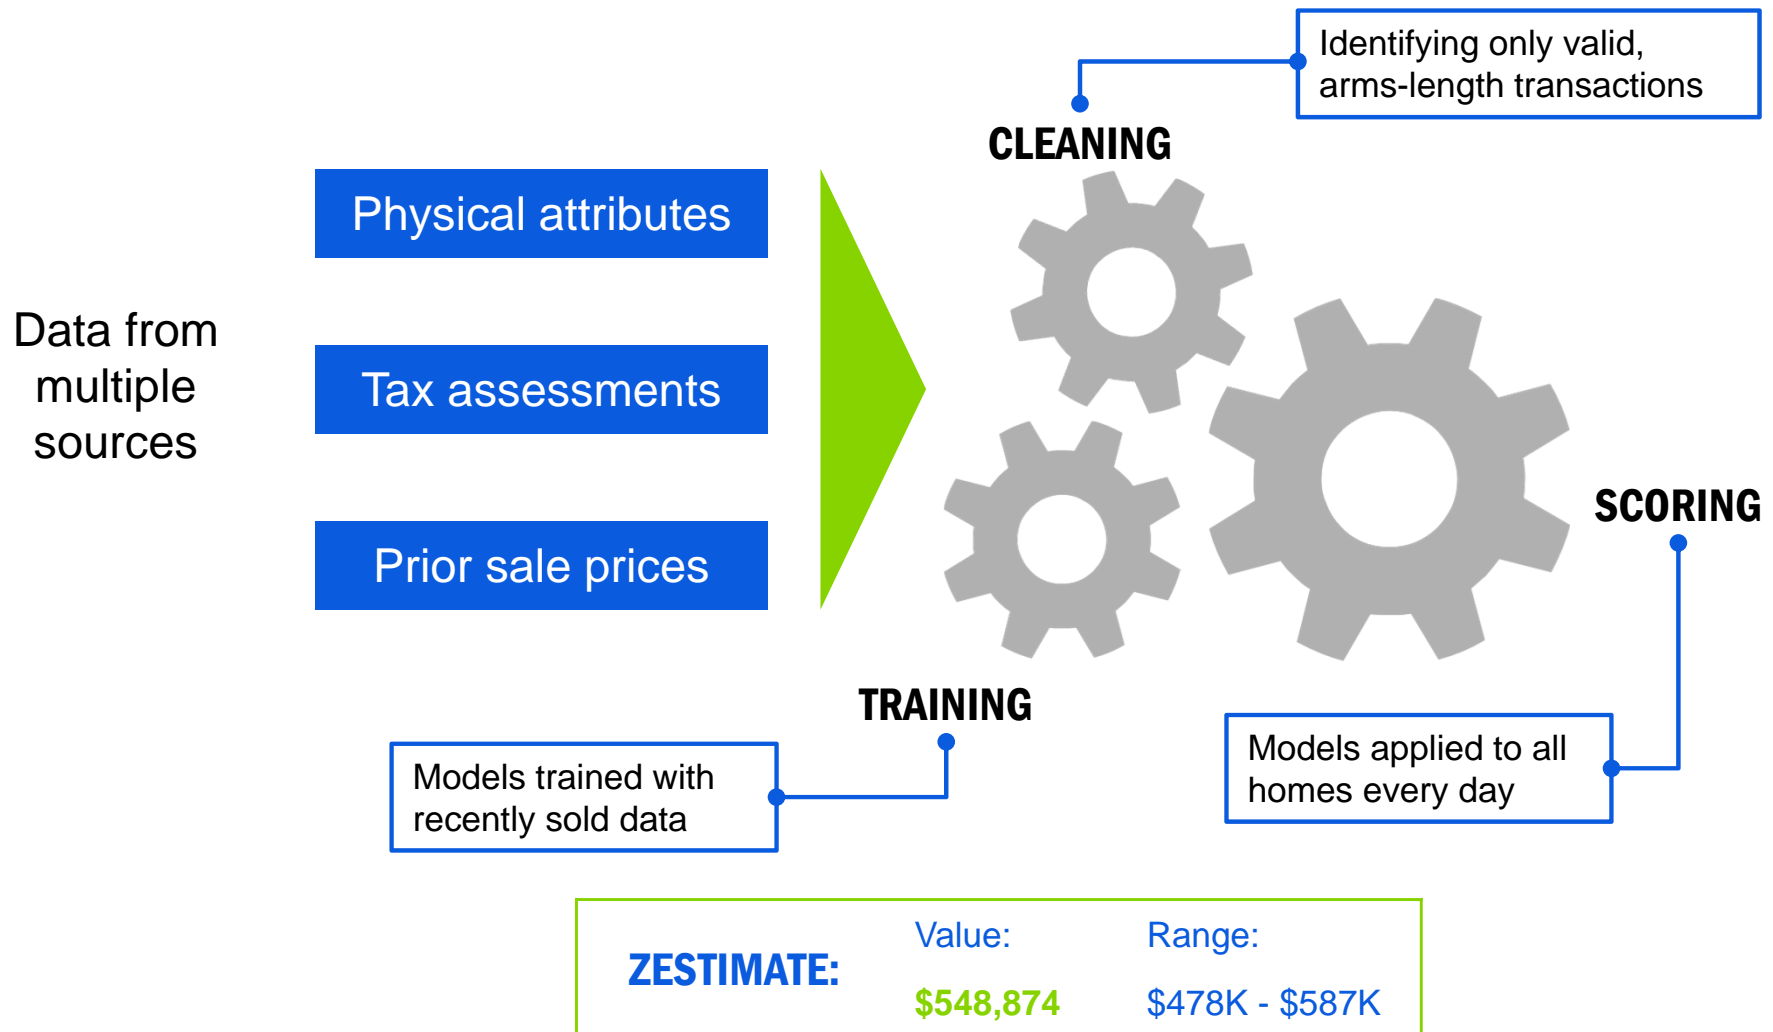 Identifying only valid,
arms-length transactions
CLEANING
Physical attributes
Data from
multiple
sources
Tax assessments
Prior sale prices
SCORING
TRAINING
Models trained with
recently sold data
Models applied to all
homes every day
ZESTIMATE:
Value:
$548,874
Range:
$478K - $587K